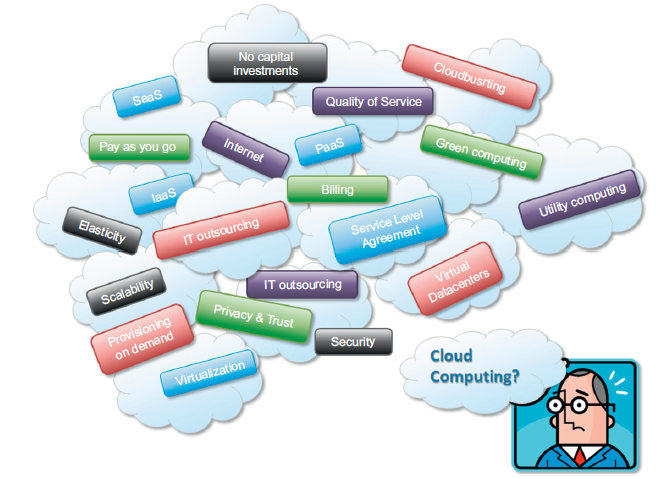 No capital
investments
Cloudbusrting
SaaS
Quality of Service
Pay as you go
Internet
PaaS
Green computing
IaaS
Billing
Utility computing
Elasticity
IT outsourcing
Service Level
Agreement
Scalability
IT outsourcing
Virtual
Datacenters
Provisioning
on demand
Privacy & Trust
Security
Virtualization
Cloud
Computing?